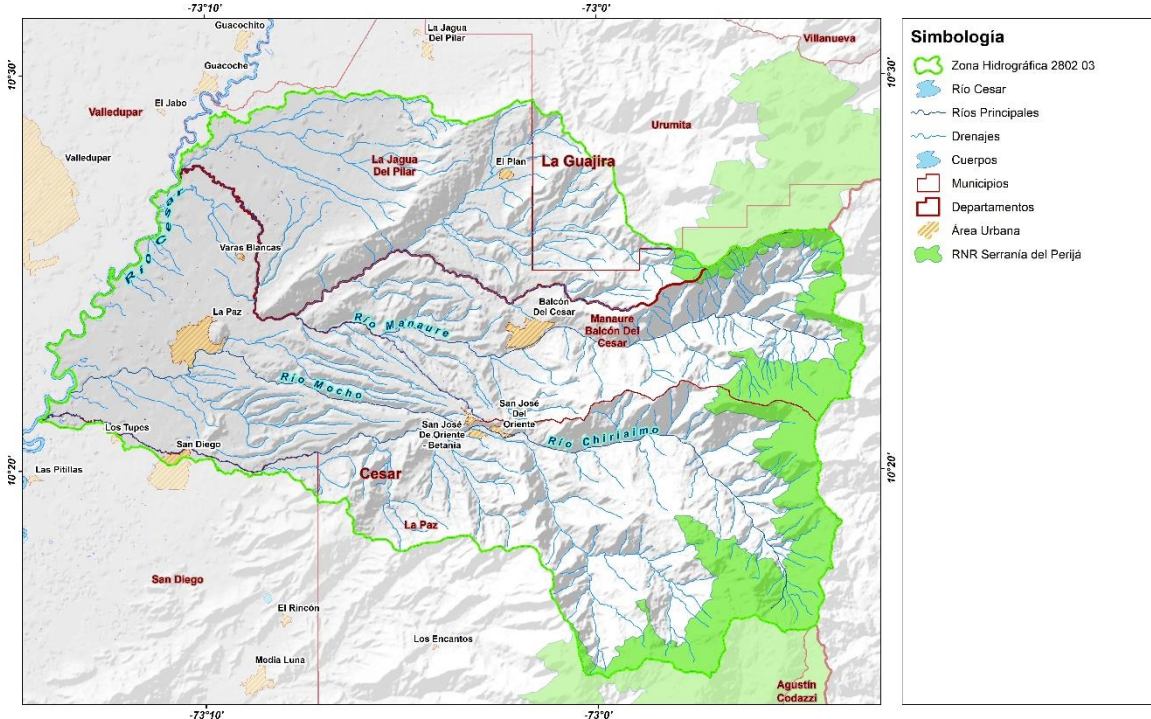 -73°10'
-73°0'
Guacochito
La Jagua
Del Pilar
Villanueva
10°30'
10°30'
Guacoche
El Jabo
Valledupar
Urumita
Valledupar
La Jagua
Del Pilar
El Plan
La Guajira
Río Cesar
Varas Blancas
La Paz
Río Manaure
Balcón
Del Cesar
Manaure
Balcón Del
Cesar
Río Mocho
San José
Del
Oriente
San José
De Oriente
- Betania
Río Chiriaimo
Los Tupes
San Diego
Las Pitillas
10°20'
10°20'
Cesar
La Paz
San Diego
El Rincón
Los Encantos
Media Luna
Agustín
Codazzi
-73°10'
-73°0'
Simbología
Zona Hidrográfica 2802 03
Río Cesar
Ríos Principales
Drenajes
Cuerpos
Municipios
Departamentos
Área Urbana
RNR Serranía del Perijá